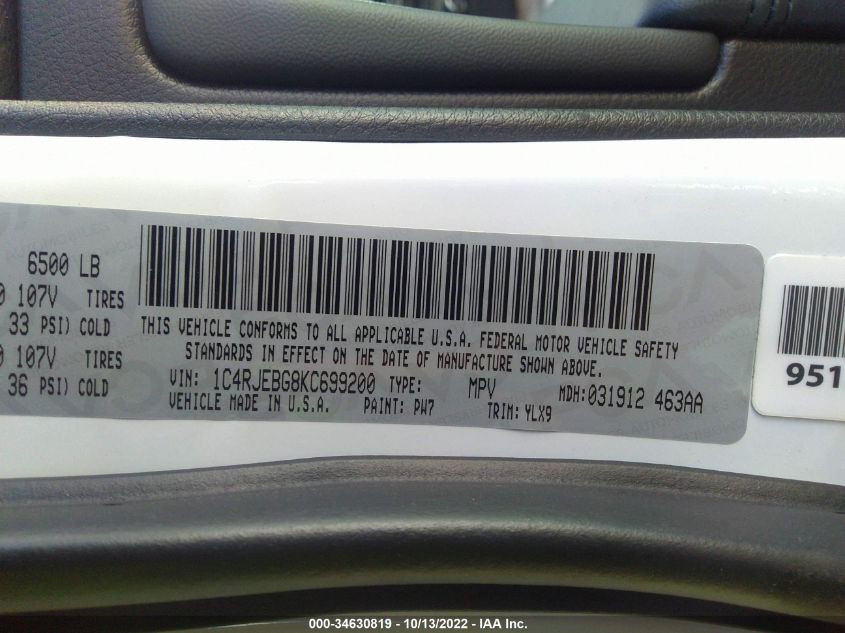 6500 LB
107V TIRES
33 PSI) COLD
107V TIRES
36 PSI) COLD
THIS VEHICLE CONFORMS TO ALL APPLICABLE U.S.A. FEDERAL MOTOR VEHICLE SAFETY
STANDARDS IN EFFECT ON THE DATE OF MANUFACTURE SHOWN ABOVE.
VIN: 1C4RJEBG8KC699200 TYPE: MPV MDH:031912 463AA
VEHICLE MADE IN U.S.A. PAINT: PW7 TRIM: YLX9
951
000-34630819 - 10/13/2022 - IAA Inc.